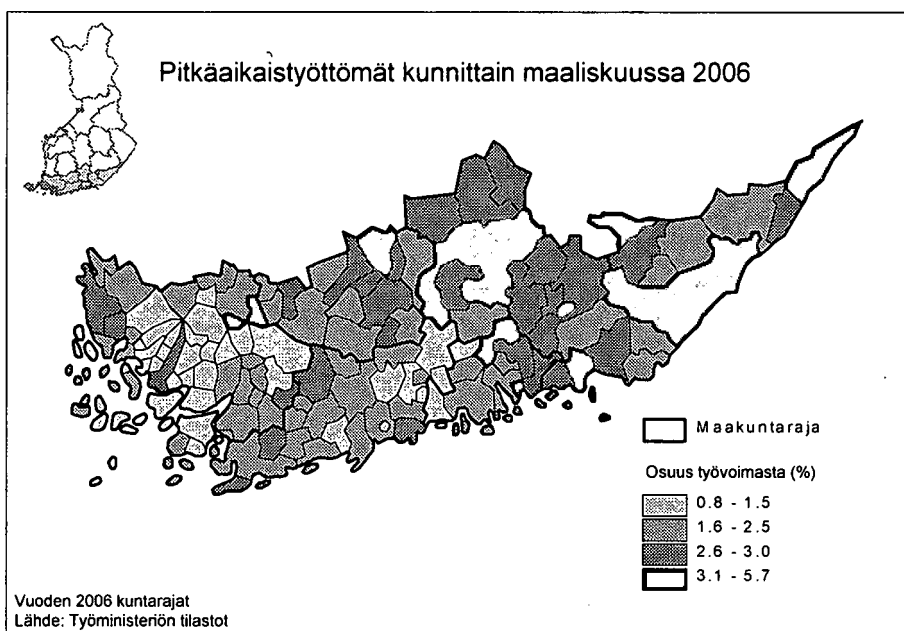 Pitkäaikaistyöttömät kunnittain maaliskuussa 2006
Maakuntaraja
Osuus työvoimasta (%)
0.8 - 1.5
1.6 - 2.5
2.6 - 3.0
3.1 - 5.7
Vuoden 2006 kuntarajat
Lähde: Työministeriön tilastot